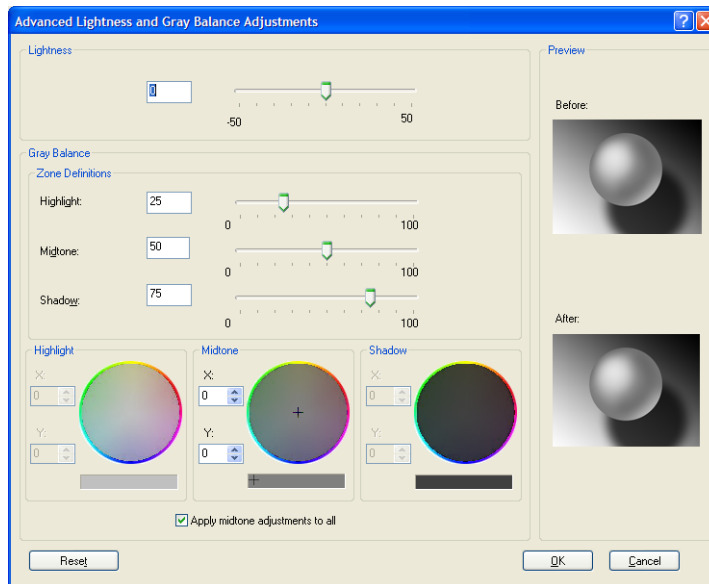 Advanced Lightness and Gray Balance Adjustments
Lightness
0
-50 50
Gray Balance
Zone Definitions
Highlight: 25
0 100
Midtone: 50
0 100
Shadow: 75
0 100
Highlight
X:
0
Y:
0
Midtone
X:
0
Y:
0
Shadow
X:
0
Y:
0
Apply midtone adjustments to all
Preview
Before:
After:
Reset
OK
Cancel